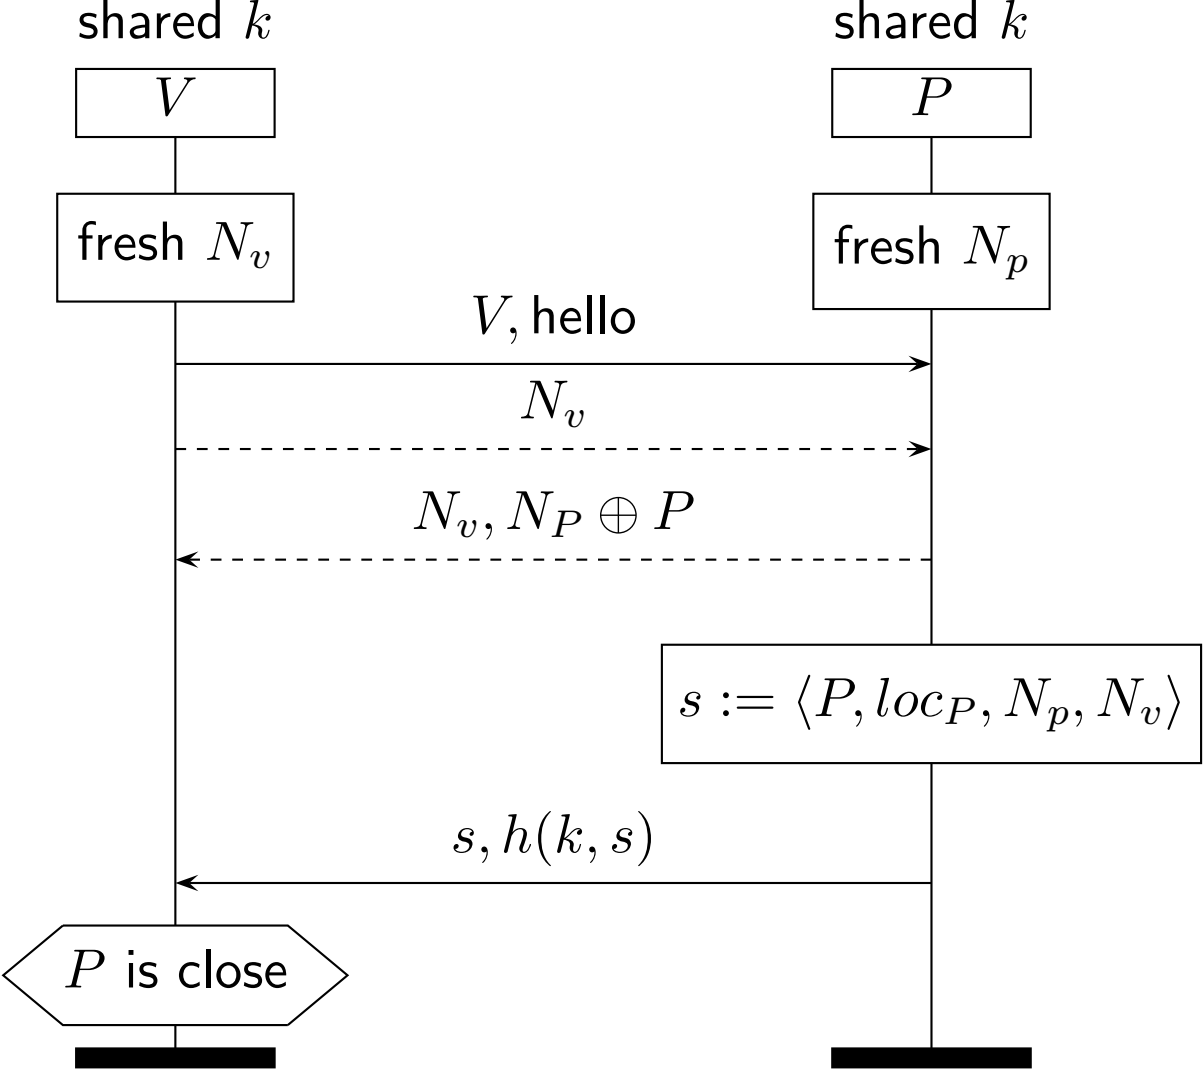 shared k shared k
V P
fresh N_v fresh N_p
V, hello
N_v
N_v, N_P ⊕ P
s := ⟨P, loc_P, N_p, N_v⟩
s, h(k, s)
P is close